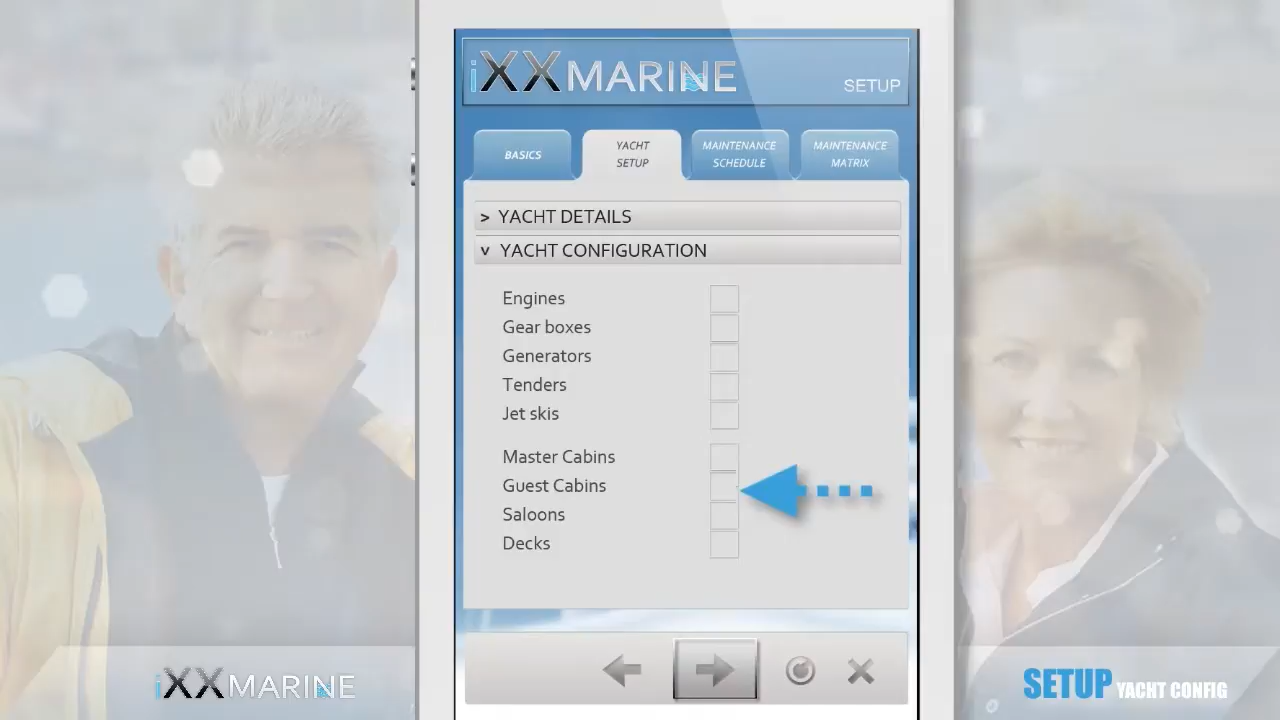 iXXMARINE
SETUP
BASICS
YACHT
SETUP
MAINTENANCE
SCHEDULE
MAINTENANCE
MATRIX
> YACHT DETAILS
v YACHT CONFIGURATION
Engines
Gear boxes
Generators
Tenders
Jet skis
Master Cabins
Guest Cabins
Saloons
Decks
iXXMARINE
SETUP YACHT CONFIG